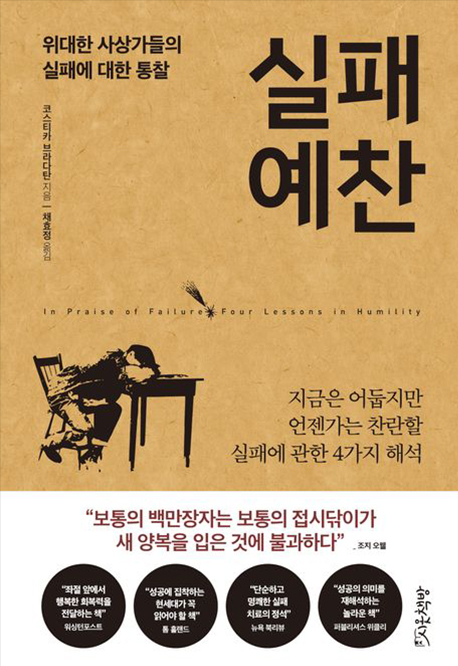 위대한 사상가들의
실패에 대한 통찰
실패
예찬
코스티카 브라다탄 지음 ─ 채효정 옮김
In Praise of Failure Four Lessons in Humility
지금은 어둡지만
언젠가는 찬란할
실패에 관한 4가지 해석
“보통의 백만장자는 보통의 접시닦이가
새 양복을 입은 것에 불과하다”
_ 조지 오웰
“좌절 앞에서
행복한 회복력을
전달하는 책”
워싱턴포스트
“성공에 집착하는
현세대가 꼭
읽어야 할 책”
톰 홀랜드
“단순하고
명쾌한 실패
치료의 정석”
뉴욕 북리뷰
“성공의 의미를
재해석하는
놀라운 책”
퍼블리셔스 위클리
시옷책방